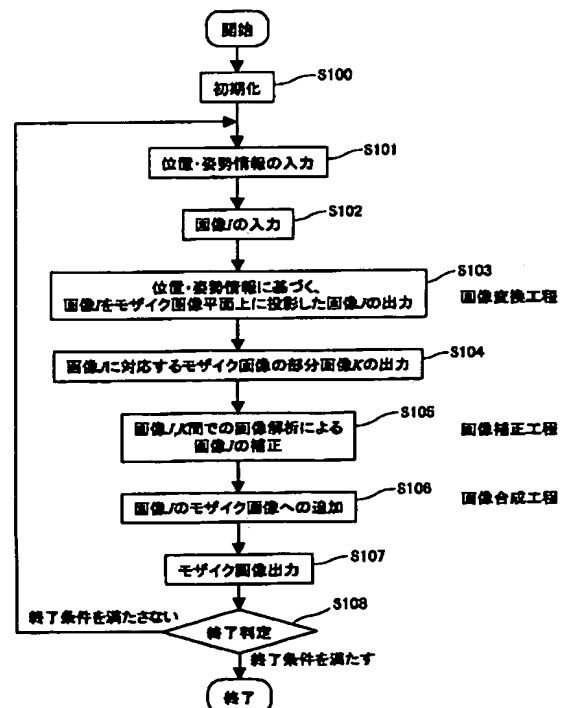 開始
初期化
S100
位置・姿勢情報の入力
S101
画像Iの入力
S102
位置・姿勢情報に基づく、
画像Iをモザイク画像平面上に投影した画像Jの出力
S103
画像変換工程
画像Jに対応するモザイク画像の部分画像Kの出力
S104
画像J,K間での画像解析による
画像Jの補正
S105
画像補正工程
画像Jのモザイク画像への追加
S106
画像合成工程
モザイク画像出力
S107
終了条件を満たさない
終了判定
S108
終了条件を満たす
終了